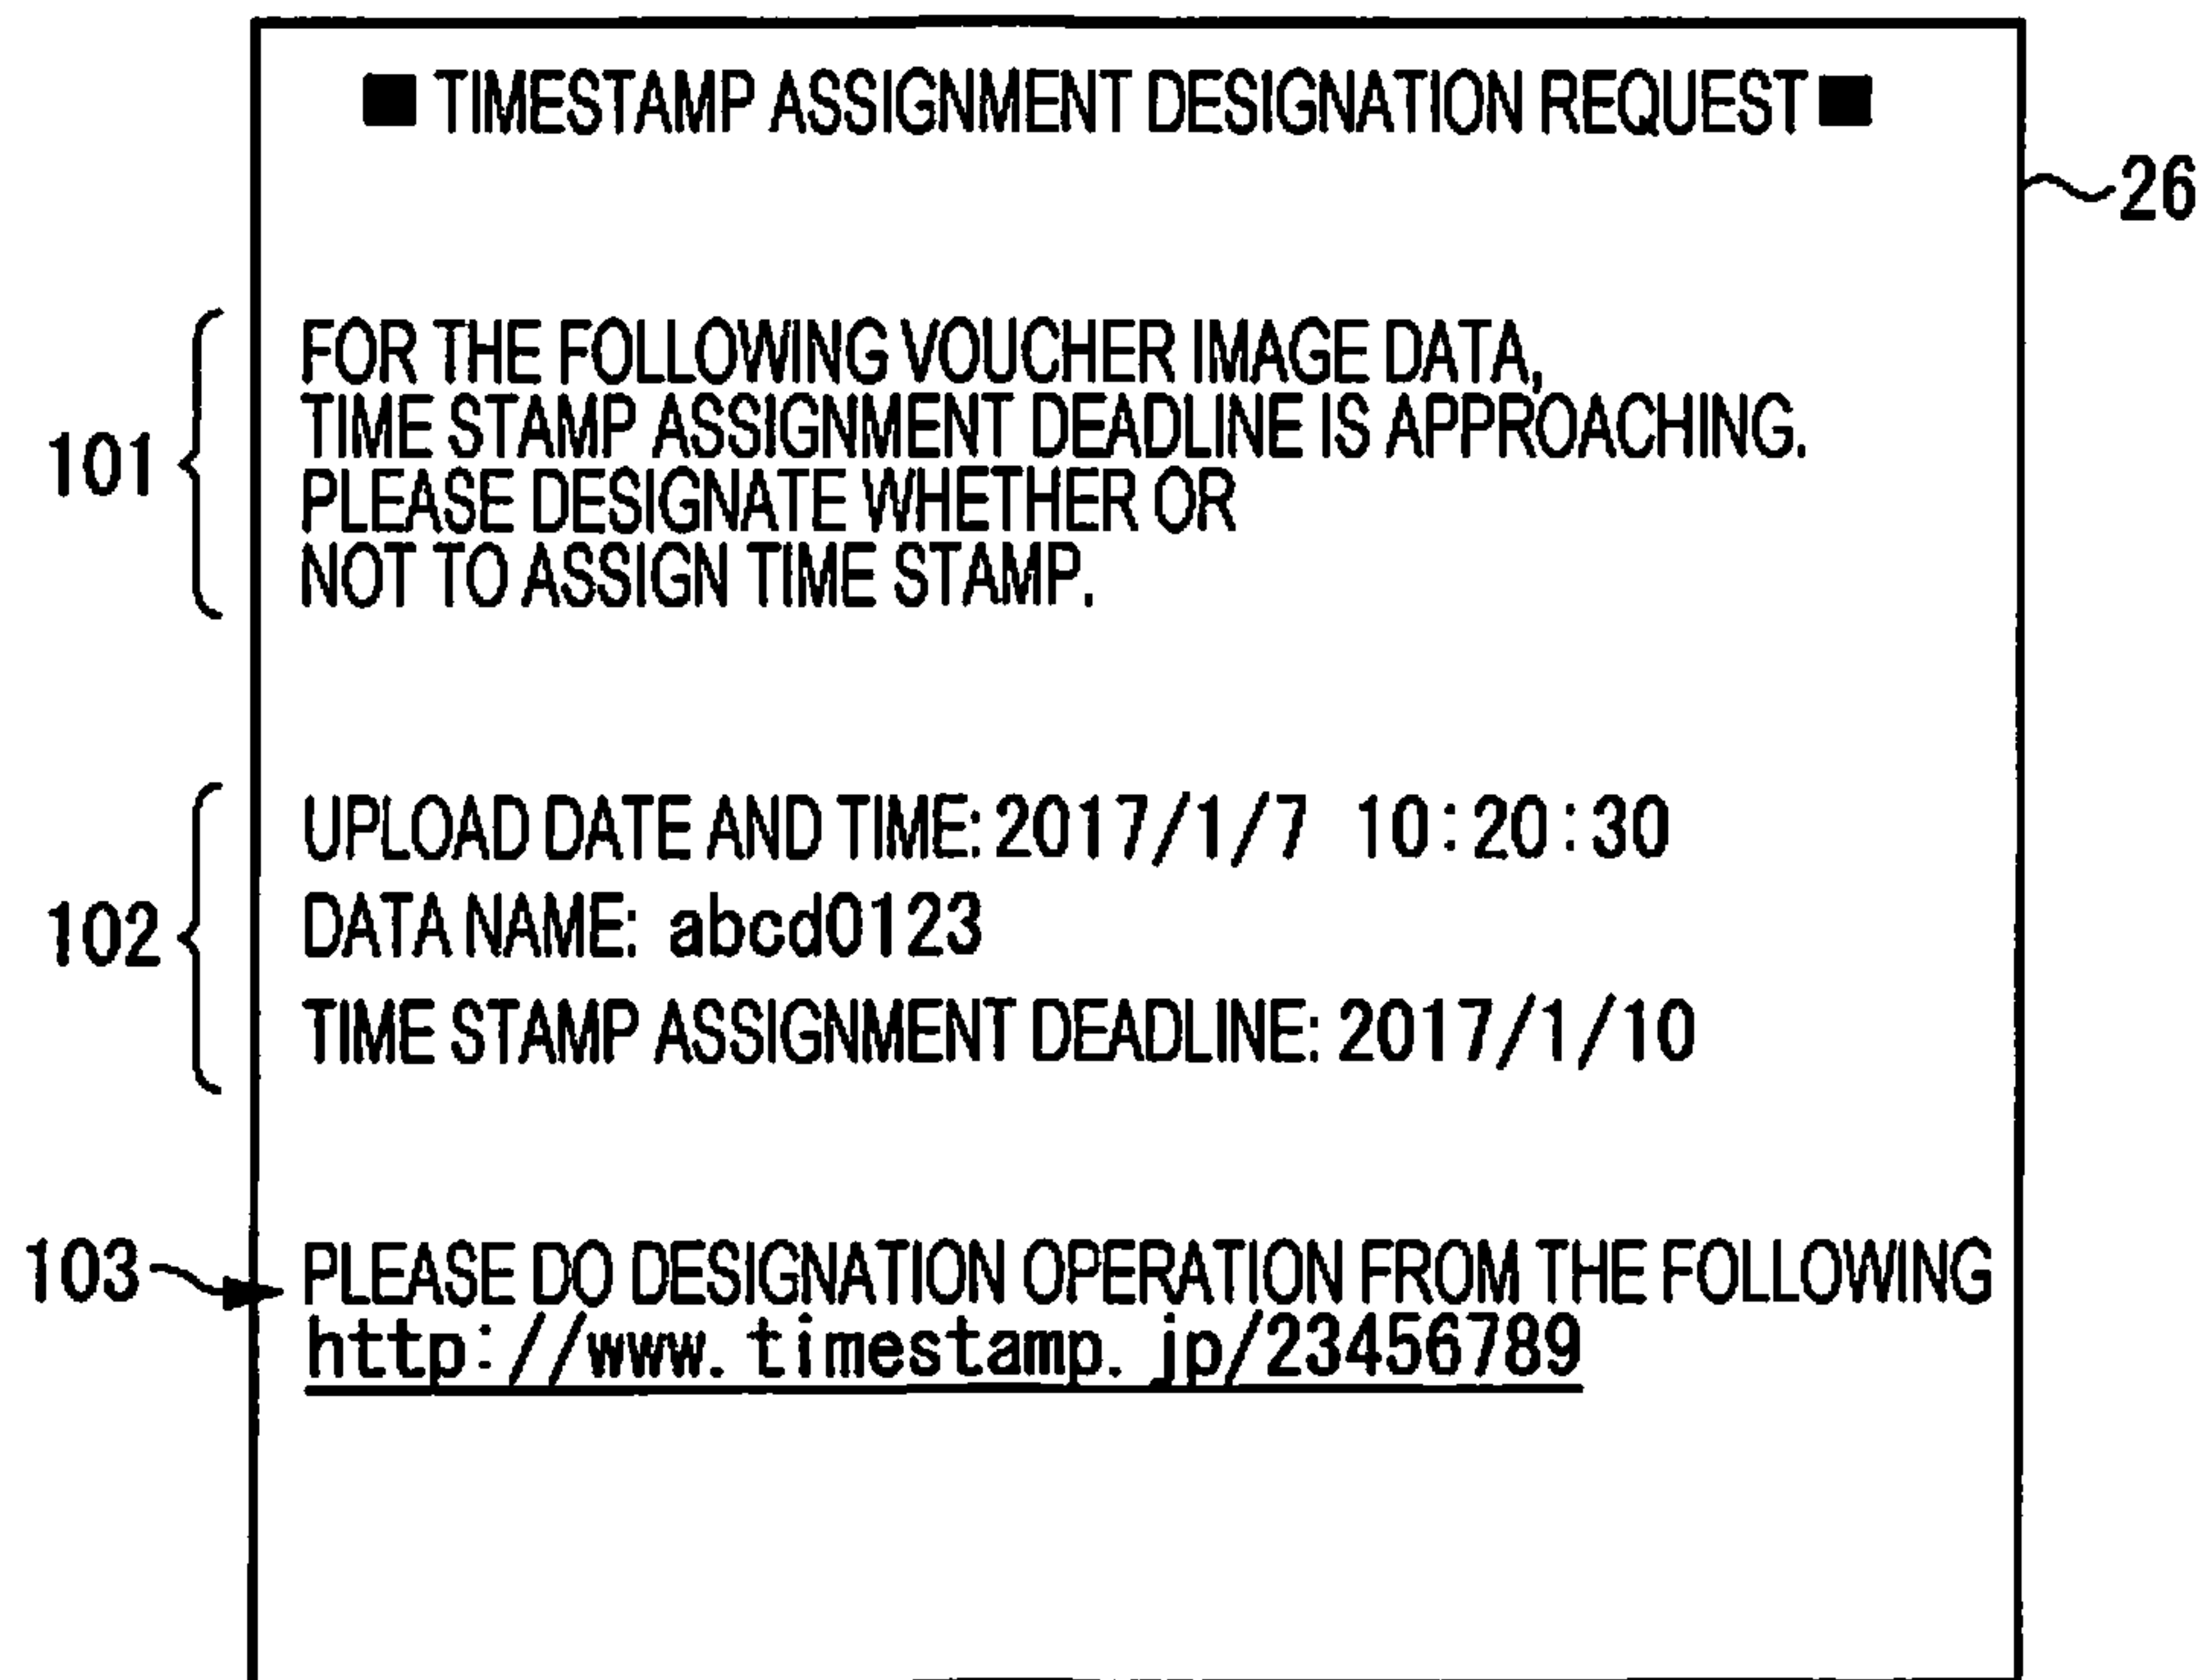 ■TIMESTAMP ASSIGNMENT DESIGNATION REQUEST■
26
101
FOR THE FOLLOWING VOUCHER IMAGE DATA,
TIME STAMP ASSIGNMENT DEADLINE IS APPROACHING.
PLEASE DESIGNATE WHETHER OR
NOT TO ASSIGN TIME STAMP.
102
UPLOAD DATE AND TIME: 2017/1/7 10:20:30
DATA NAME: abcd0123
TIME STAMP ASSIGNMENT DEADLINE: 2017/1/10
103
PLEASE DO DESIGNATION OPERATION FROM THE FOLLOWING
http://www.timestamp.jp/23456789